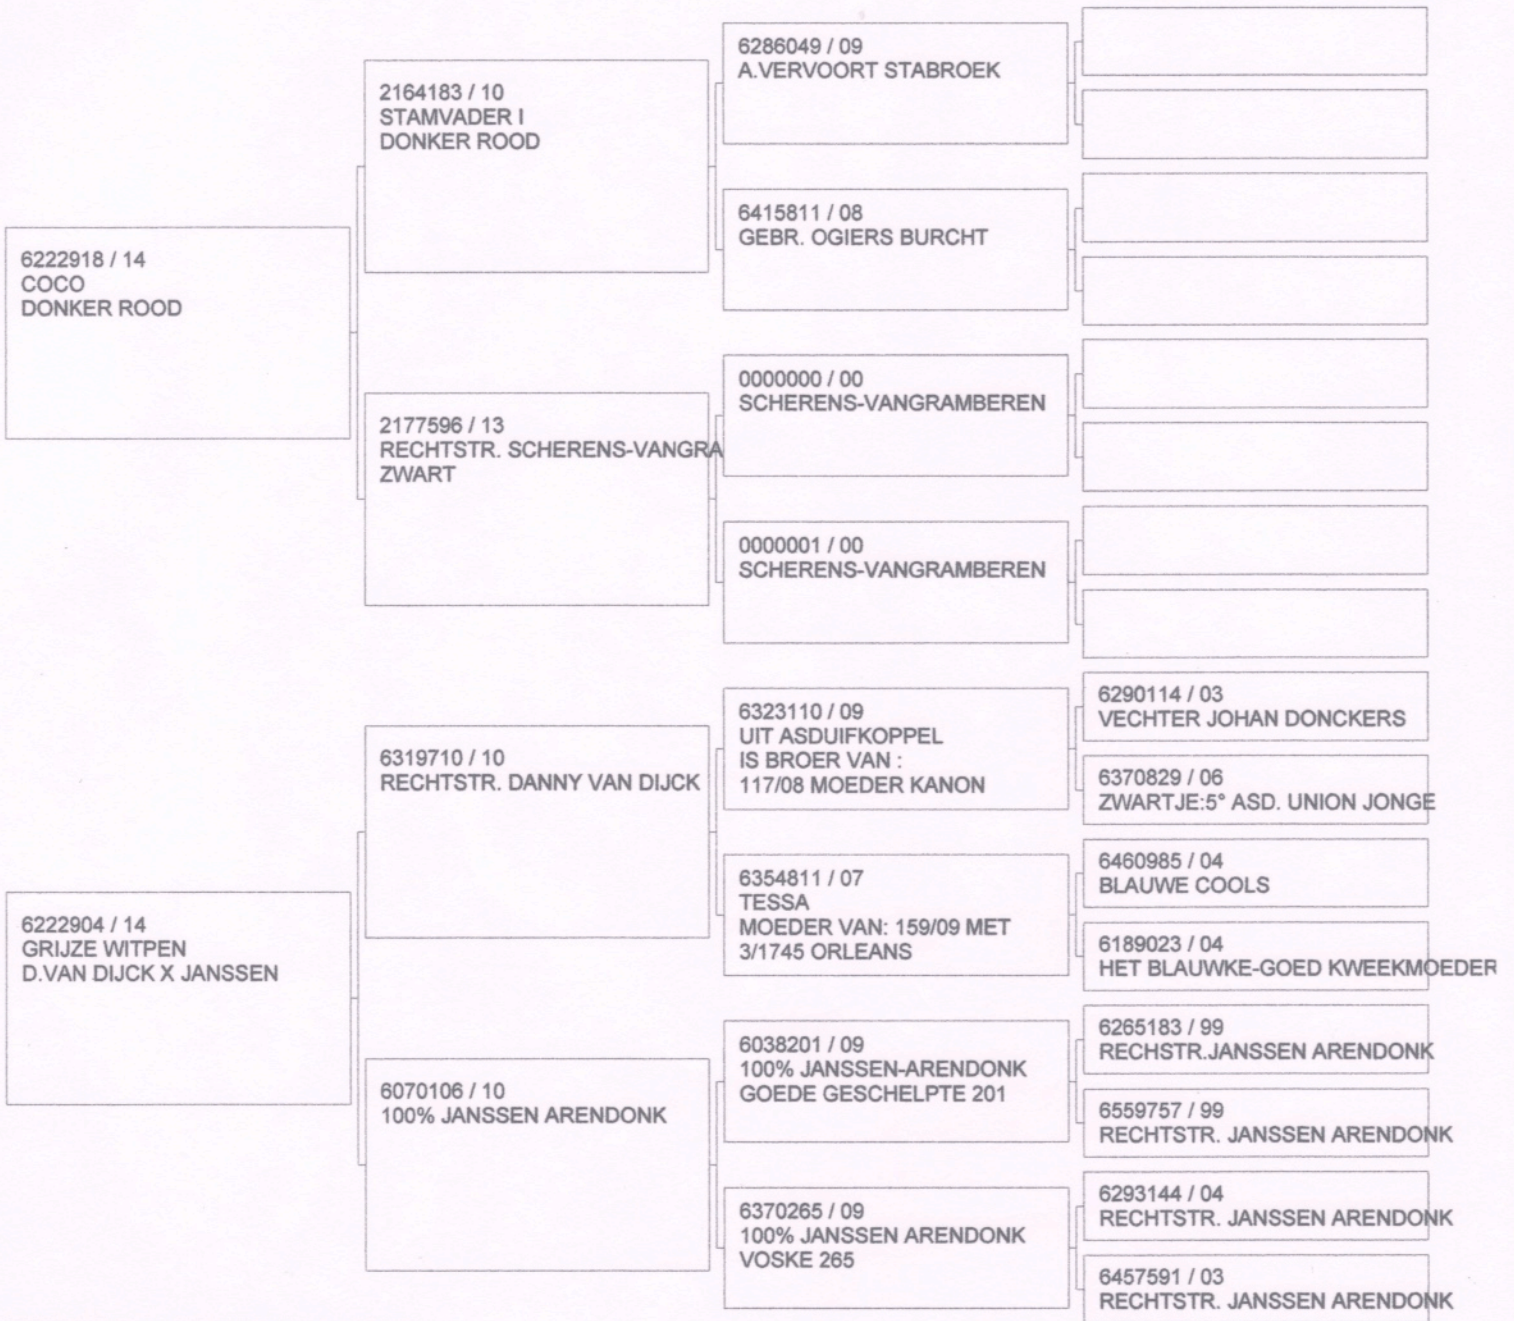 6222918 / 14
COCO
DONKER ROOD
2164183 / 10
STAMVADER I
DONKER ROOD
2177596 / 13
RECHTSTR. SCHERENS-VANGRA
ZWART
6286049 / 09
A.VERVOORT STABROEK
6415811 / 08
GEBR. OGIERS BURCHT
0000000 / 00
SCHERENS-VANGRAMBEREN
0000001 / 00
SCHERENS-VANGRAMBEREN
6222904 / 14
GRIJZE WITPEN
D.VAN DIJCK X JANSSEN
6319710 / 10
RECHTSTR. DANNY VAN DIJCK
6070106 / 10
100% JANSSEN ARENDONK
6323110 / 09
UIT ASDUIFKOPPEL
IS BROER VAN :
117/08 MOEDER KANON
6354811 / 07
TESSA
MOEDER VAN: 159/09 MET
3/1745 ORLEANS
6038201 / 09
100% JANSSEN-ARENDONK
GOEDE GESCHELPTE 201
6370265 / 09
100% JANSSEN ARENDONK
VOSKE 265
6290114 / 03
VECHTER JOHAN DONCKERS
6370829 / 06
ZWARTJE:5° ASD. UNION JONGE
6460985 / 04
BLAUWE COOLS
6189023 / 04
HET BLAUWKE-GOED KWEEKMOEDER
6265183 / 99
RECHSTR.JANSSEN ARENDONK
6559757 / 99
RECHTSTR. JANSSEN ARENDONK
6293144 / 04
RECHTSTR. JANSSEN ARENDONK
6457591 / 03
RECHTSTR. JANSSEN ARENDONK